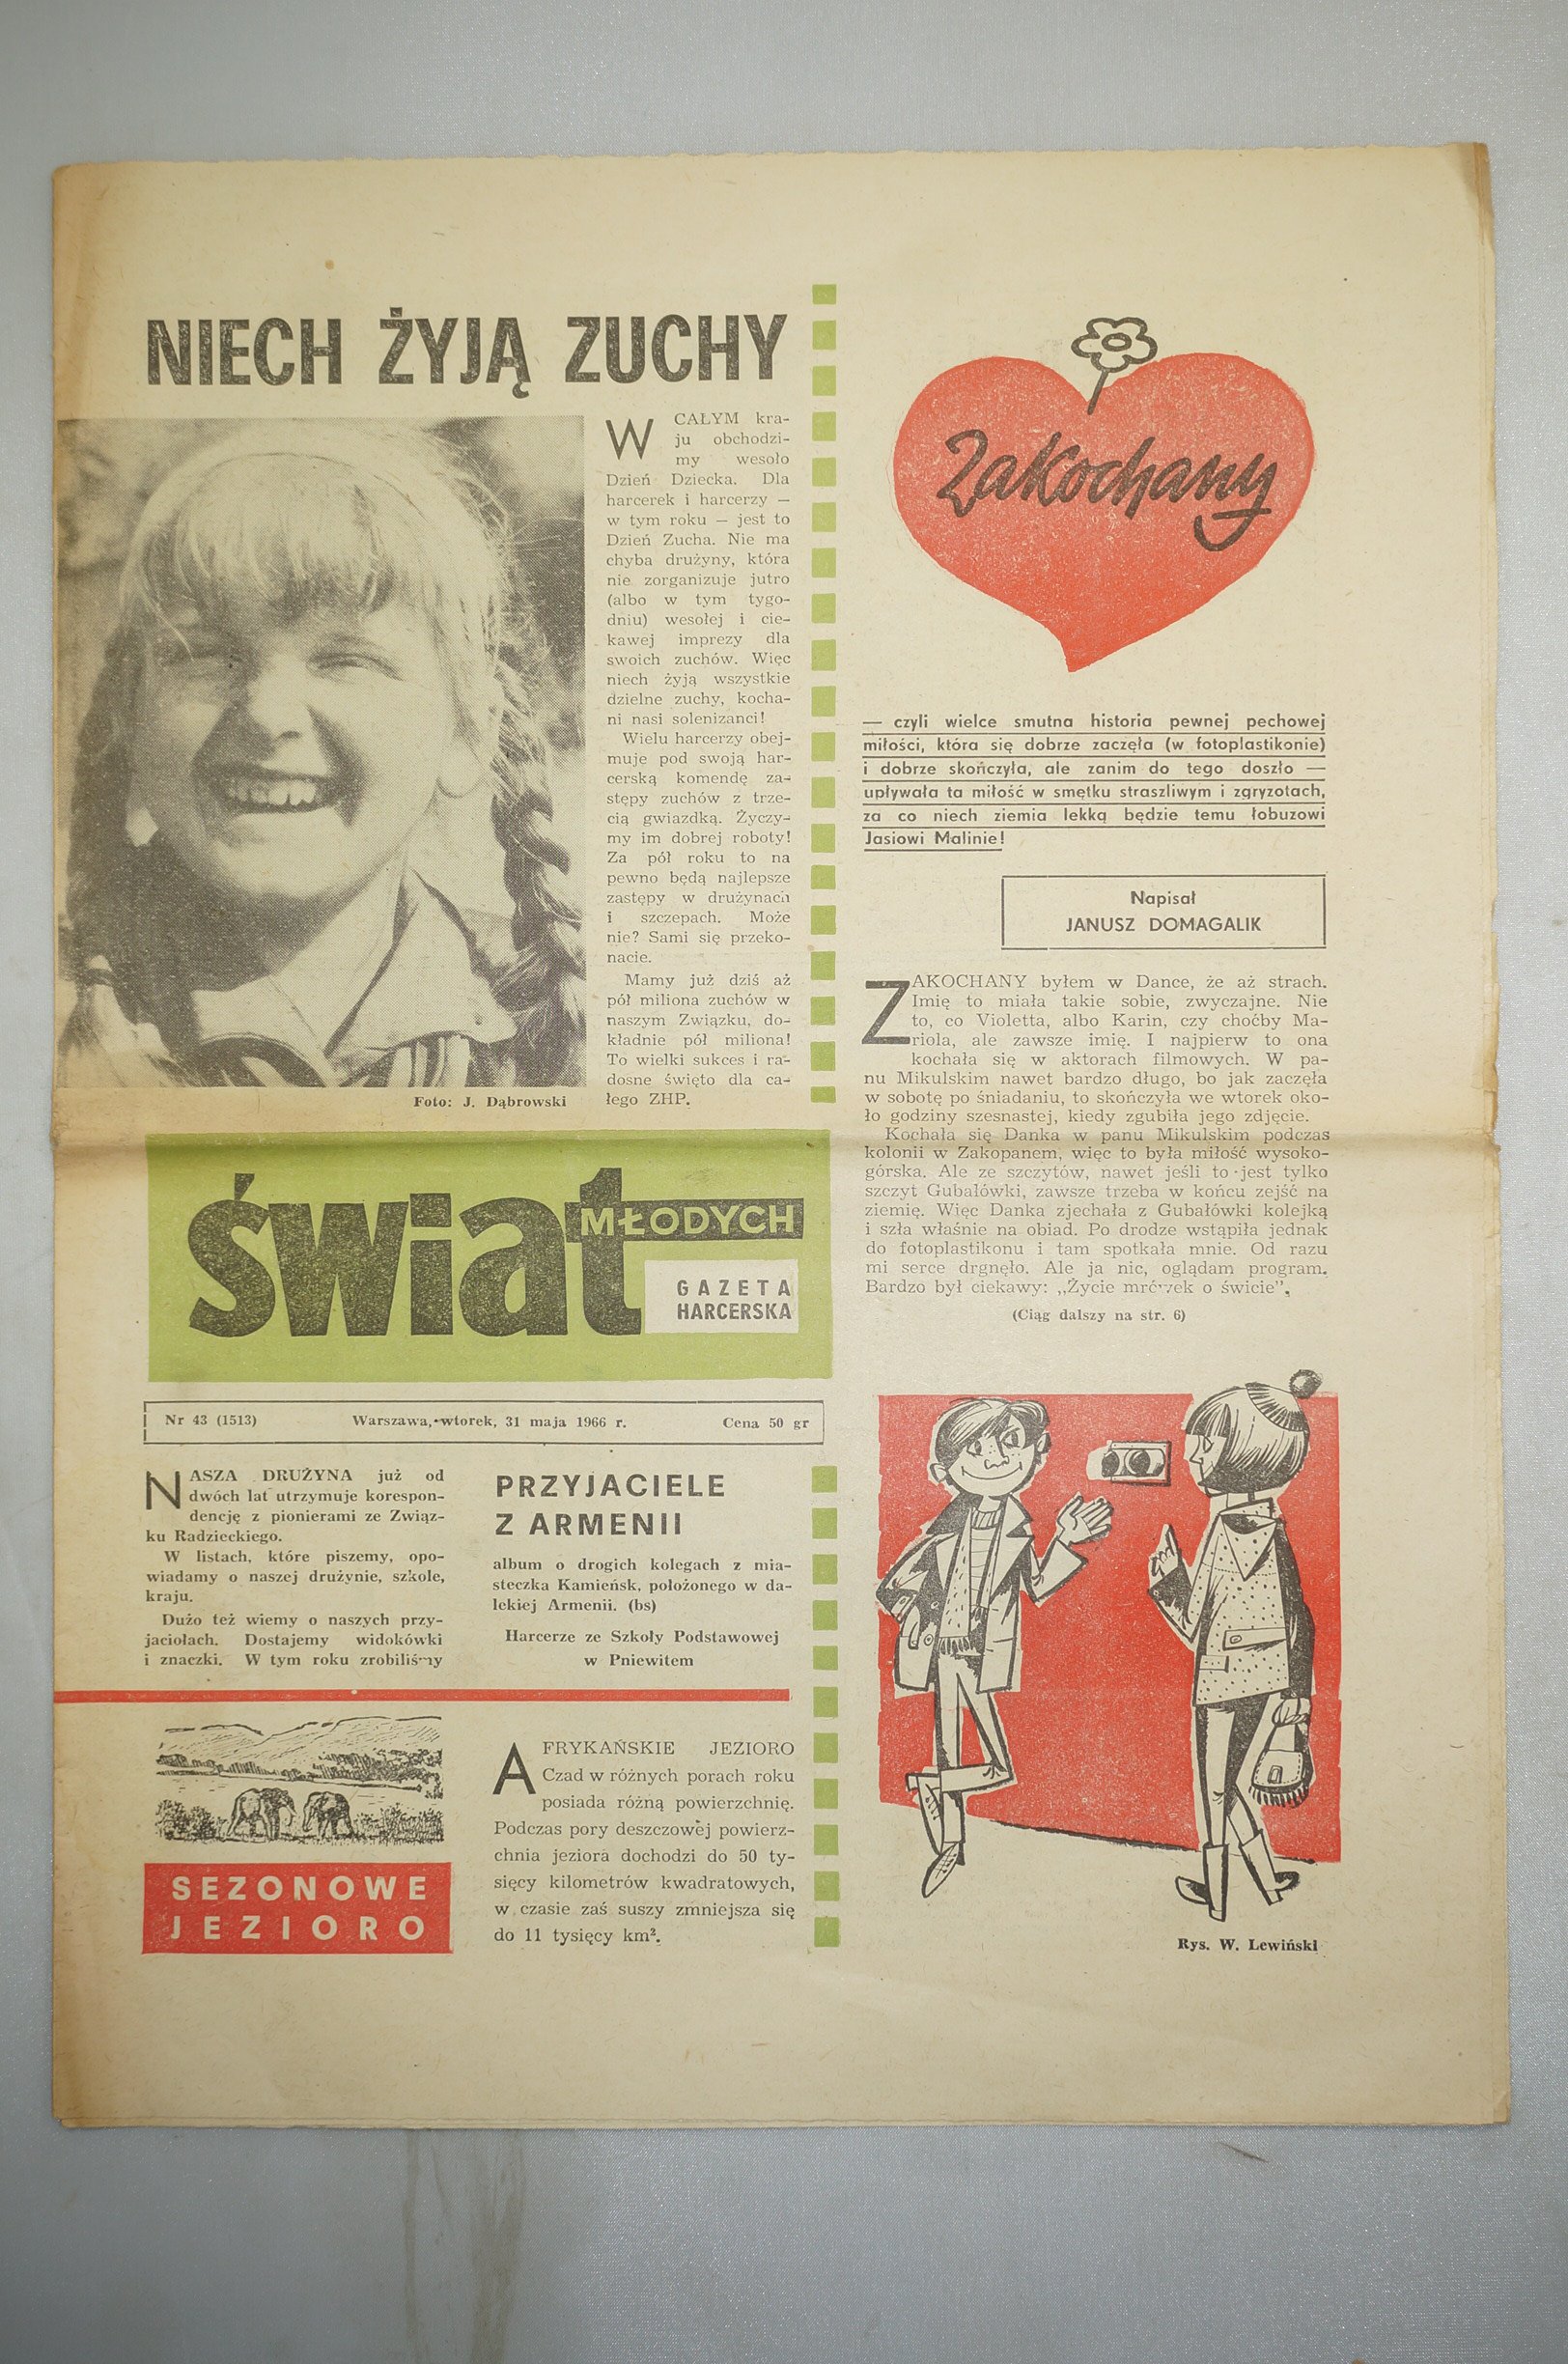 NIECH ŻYJĄ ZUCHY
W CAŁYM kra-
ju obchodzi-
my wesoło
Dzień Dziecka. Dla
harcerek i harcerzy —
w tym roku — jest to
Dzień Zucha. Nie ma
chyba drużyny, która
nie zorganizuje jutro
(albo w tym tygo-
dniu) wesołej i cie-
kawej imprezy dla
swoich zuchów. Więc
niech żyją wszystkie
dzielne zuchy, kocha-
ni nasi solenizanci!
Wielu harcerzy obej-
muje pod swoją har-
cerską komendę za-
stępy zuchów z trze-
cią gwiazdką. Życzy-
my im dobrej roboty!
Za pół roku to na
pewno będą najlepsze
zastępy w drużynach
i szczepach. Może
nie? Sami się przeko-
nacie.
Mamy już dziś aż
pół miliona zuchów w
naszym Związku, do-
kładnie pół miliona!
To wielki sukces i ra-
dosne święto dla ca-
łego ZHP.
Foto: J. Dąbrowski
świat
MŁODYCH
GAZETA
HARCERSKA
Nr 43 (1513) Warszawa, wtorek, 31 maja 1966 r. Cena 50 gr
NASZA DRUŻYNA już od
dwóch lat utrzymuje korespon-
dencję z pionierami ze Związ-
ku Radzieckiego.
W listach, które piszemy, opo-
wiadamy o naszej drużynie, szkole,
kraju.
Dużo też wiemy o naszych przy-
jaciołach. Dostajemy widokówki
i znaczki. W tym roku zrobiliśmy
PRZYJACIELE
Z ARMENII
album o drogich kolegach z mia-
steczka Kamieńsk, położonego w da-
lekiej Armenii. (bs)
Harcerze ze Szkoły Podstawowej
w Pniewitem
SEZONOWE
JEZIORO
AFRYKAŃSKIE JEZIORO
Czad w różnych porach roku
posiada różną powierzchnię.
Podczas pory deszczowej powierz-
chnia jeziora dochodzi do 50 ty-
sięcy kilometrów kwadratowych,
w czasie zaś suszy zmniejsza się
do 11 tysięcy km².
Zakochany
— czyli wielce smutna historia pewnej pechowej
miłości, która się dobrze zaczęła (w fotoplastikonie)
i dobrze skończyła, ale zanim do tego doszło —
upływała ta miłość w smętku straszliwym i zgryzotach,
za co niech ziemia lekką będzie temu łobuzowi
Jasiowi Malinie!
Napisał
JANUSZ DOMAGALIK
ZAKOCHANY byłem w Dance, że aż strach.
Imię to miała takie sobie, zwyczajne. Nie
to, co Violetta, albo Karin, czy choćby Ma-
riola, ale zawsze imię. I najpierw to ona
kochała się w aktorach filmowych. W pa-
nu Mikulskim nawet bardzo długo, bo jak zaczęła
w sobotę po śniadaniu, to skończyła we wtorek oko-
ło godziny szesnastej, kiedy zgubiła jego zdjęcie.
Kochała się Danka w panu Mikulskim podczas
kolonii w Zakopanem, więc to była miłość wysoko-
górska. Ale ze szczytów, nawet jeśli to jest tylko
szczyt Gubałówki, zawsze trzeba w końcu zejść na
ziemię. Więc Danka zjechała z Gubałówki kolejką
i szła właśnie na obiad. Po drodze wstąpiła jednak
do fotoplastikonu i tam spotkała mnie. Od razu
mi serce drgnęło. Ale ja nic, oglądam program.
Bardzo był ciekawy: „Życie mrówek o świcie”,
(Ciąg dalszy na str. 6)
Rys. W. Lewiński